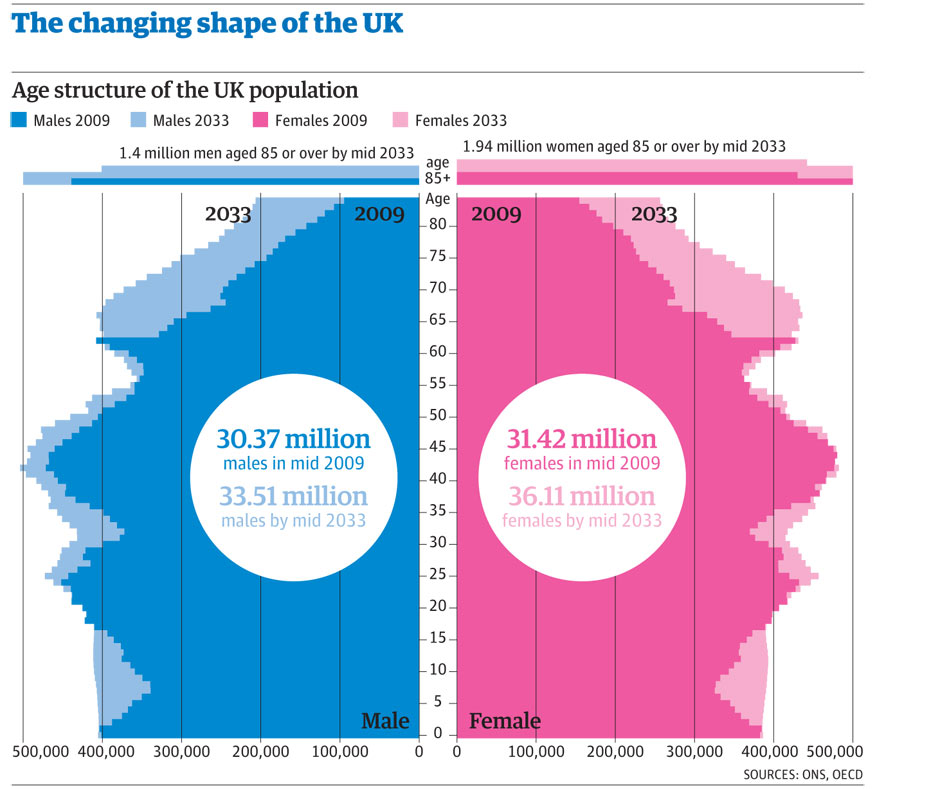 The changing shape of the UK
Age structure of the UK population
Males 2009 Males 2033 Females 2009 Females 2033
1.4 million men aged 85 or over by mid 2033
1.94 million women aged 85 or over by mid 2033
age
85+
Age
2033 2009 2009 2033
80
75
70
65
60
55
50
45
40
35
30
25
20
15
10
5
0
30.37 million
males in mid 2009
33.51 million
males by mid 2033
31.42 million
females in mid 2009
36.11 million
females by mid 2033
Male Female
500,000 400,000 300,000 200,000 100,000 0 0 100,000 200,000 300,000 400,000 500,000
SOURCES: ONS, OECD